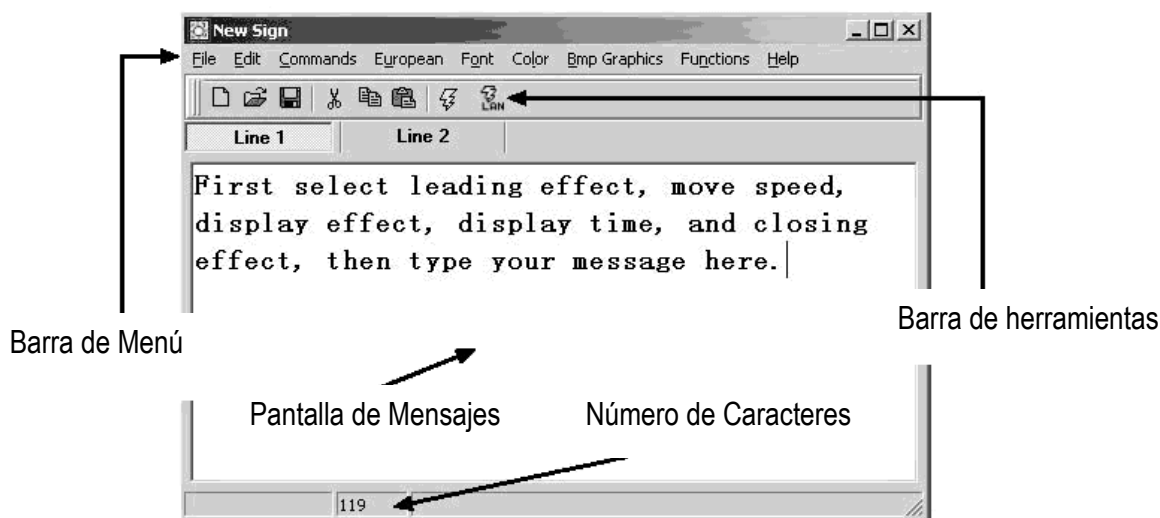 New Sign
File Edit Commands European Font Color Bmp Graphics Functions Help
LAN
Line 1 Line 2
First select leading effect, move speed,
display effect, display time, and closing
effect, then type your message here.
Barra de herramientas
Barra de Menú
Pantalla de Mensajes Número de Caracteres
119